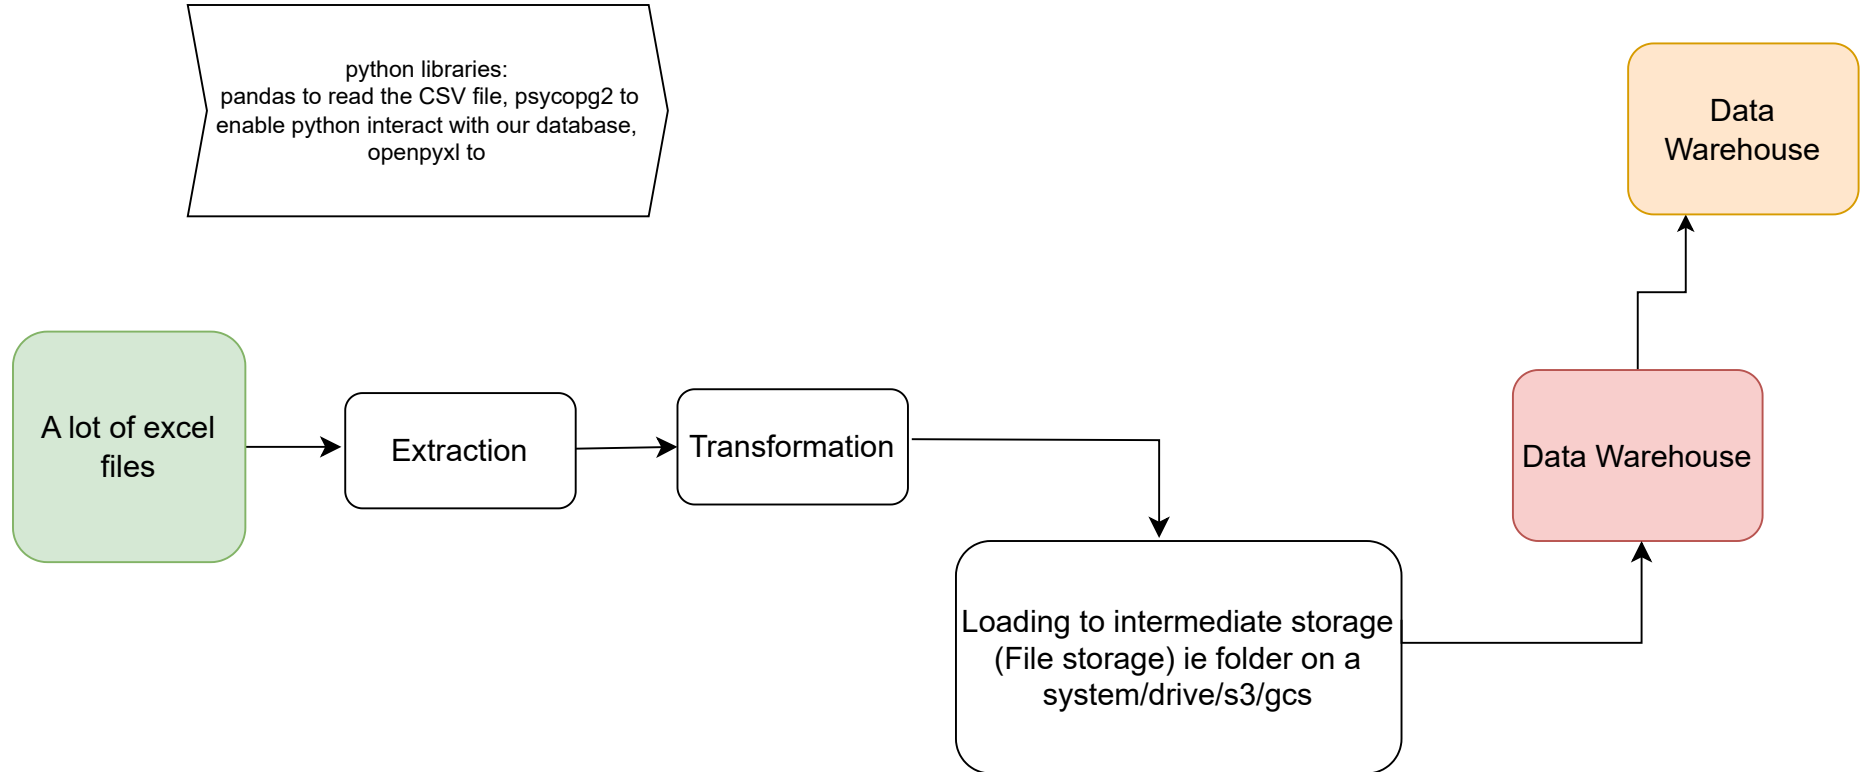 python libraries:
pandas to read the CSV file, psycopg2 to
enable python interact with our database,
openpyxl to
Data
Warehouse
A lot of excel
files
Extraction
Transformation
Data Warehouse
Loading to intermediate storage
(File storage) ie folder on a
system/drive/s3/gcs